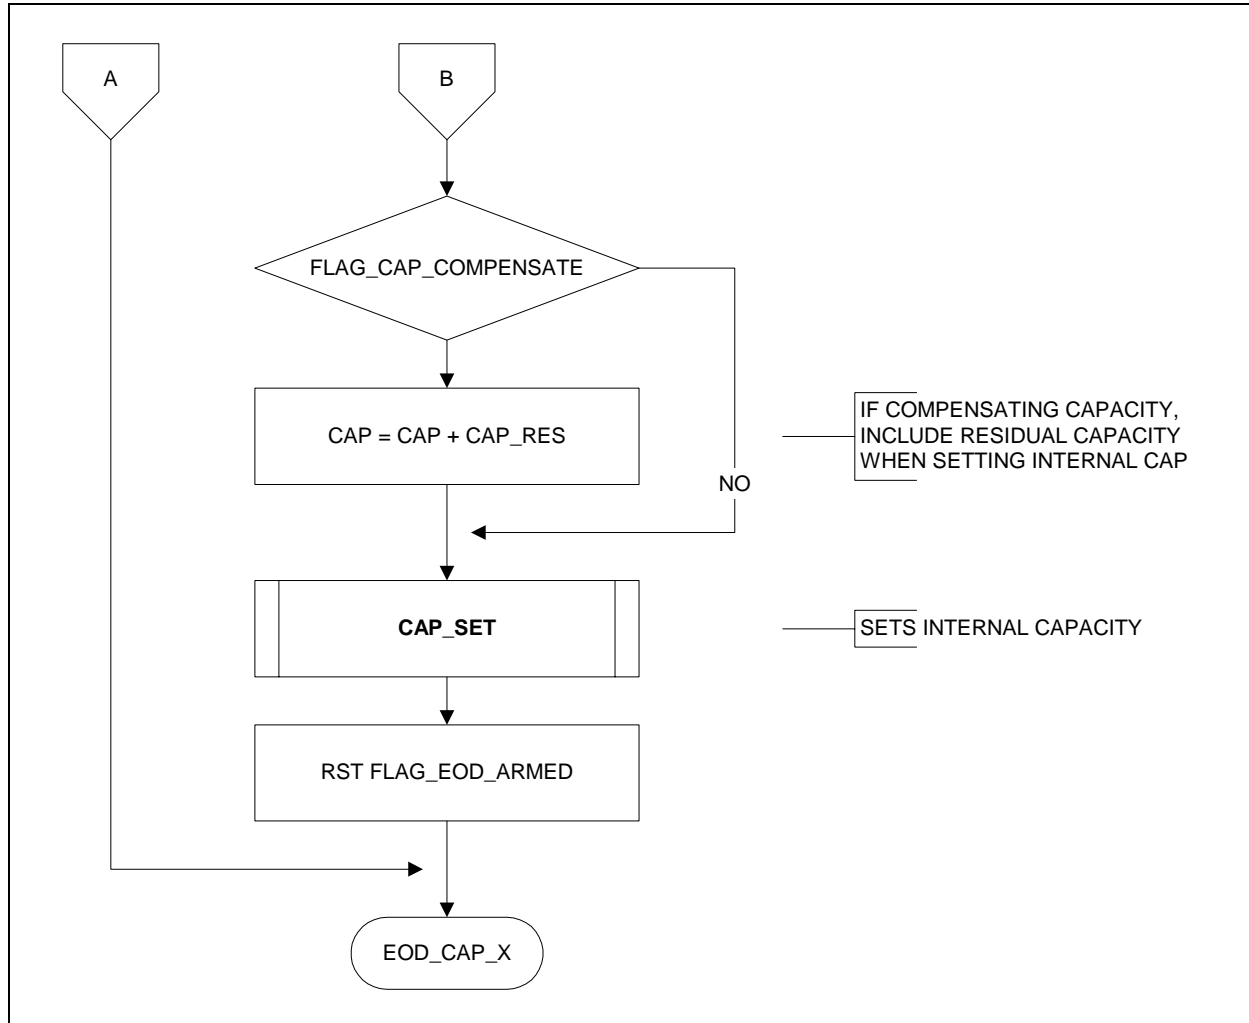 A
B
FLAG_CAP_COMPENSATE
CAP = CAP + CAP_RES
IF COMPENSATING CAPACITY,
INCLUDE RESIDUAL CAPACITY
WHEN SETTING INTERNAL CAP
NO
CAP_SET
SETS INTERNAL CAPACITY
RST FLAG_EOD_ARMED
EOD_CAP_X